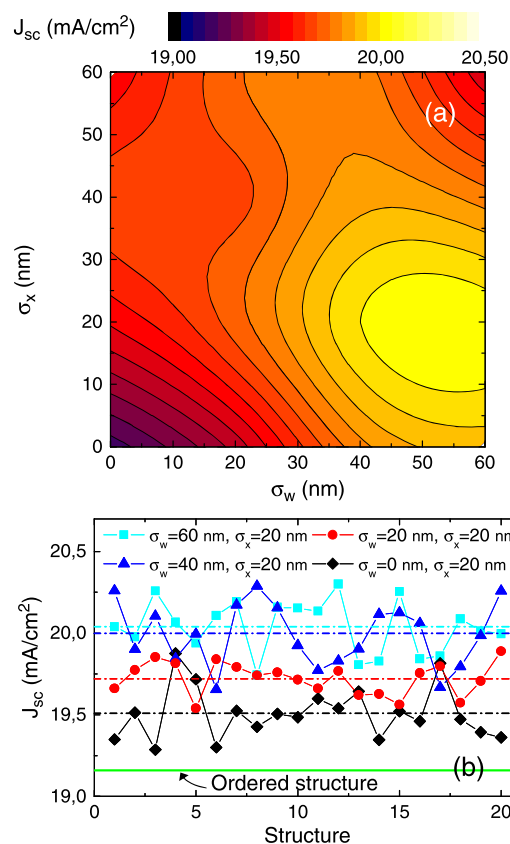 J_sc (mA/cm²)
19,00 19,50 20,00 20,50
(a)
60
50
40
30
20
10
0
σ_x (nm)
0 10 20 30 40 50 60
σ_w (nm)
σ_w=60 nm, σ_x=20 nm σ_w=20 nm, σ_x=20 nm
σ_w=40 nm, σ_x=20 nm σ_w=0 nm, σ_x=20 nm
20,5
20,0
19,5
19,0
J_sc (mA/cm²)
Ordered structure
(b)
0 5 10 15 20
Structure